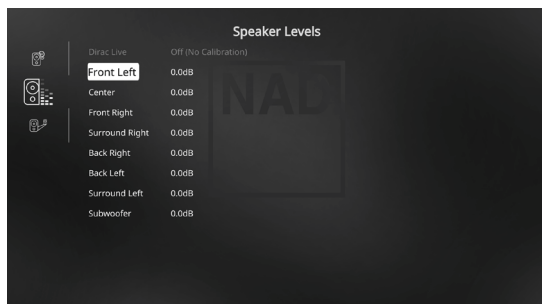 Speaker Levels
Dirac Live Off (No Calibration)
Front Left 0.0dB
Center 0.0dB
Front Right 0.0dB
Surround Right 0.0dB
Back Right 0.0dB
Back Left 0.0dB
Surround Left 0.0dB
Subwoofer 0.0dB
NAD